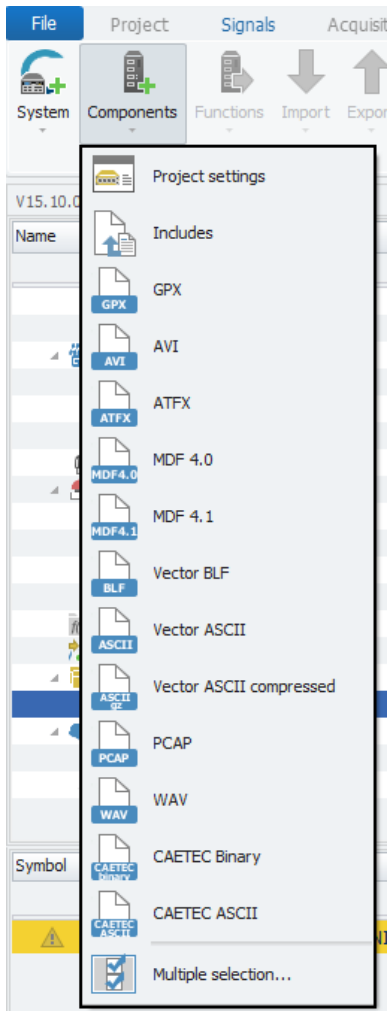 File Project Signals Acquisit
System Components Functions Import Expor
Project settings
V15.10.0
Name
Includes
GPX
GPX
AVI
AVI
ATFX
ATFX
MDF 4.0
MDF4.0
MDF 4.1
MDF4.1
Vector BLF
BLF
Vector ASCII
ASCII
Vector ASCII compressed
ASCII
gz
PCAP
PCAP
WAV
WAV
CAETEC Binary
CAETEC
binary
Symbol
CAETEC ASCII
CAETEC
ASCII
Multiple selection...